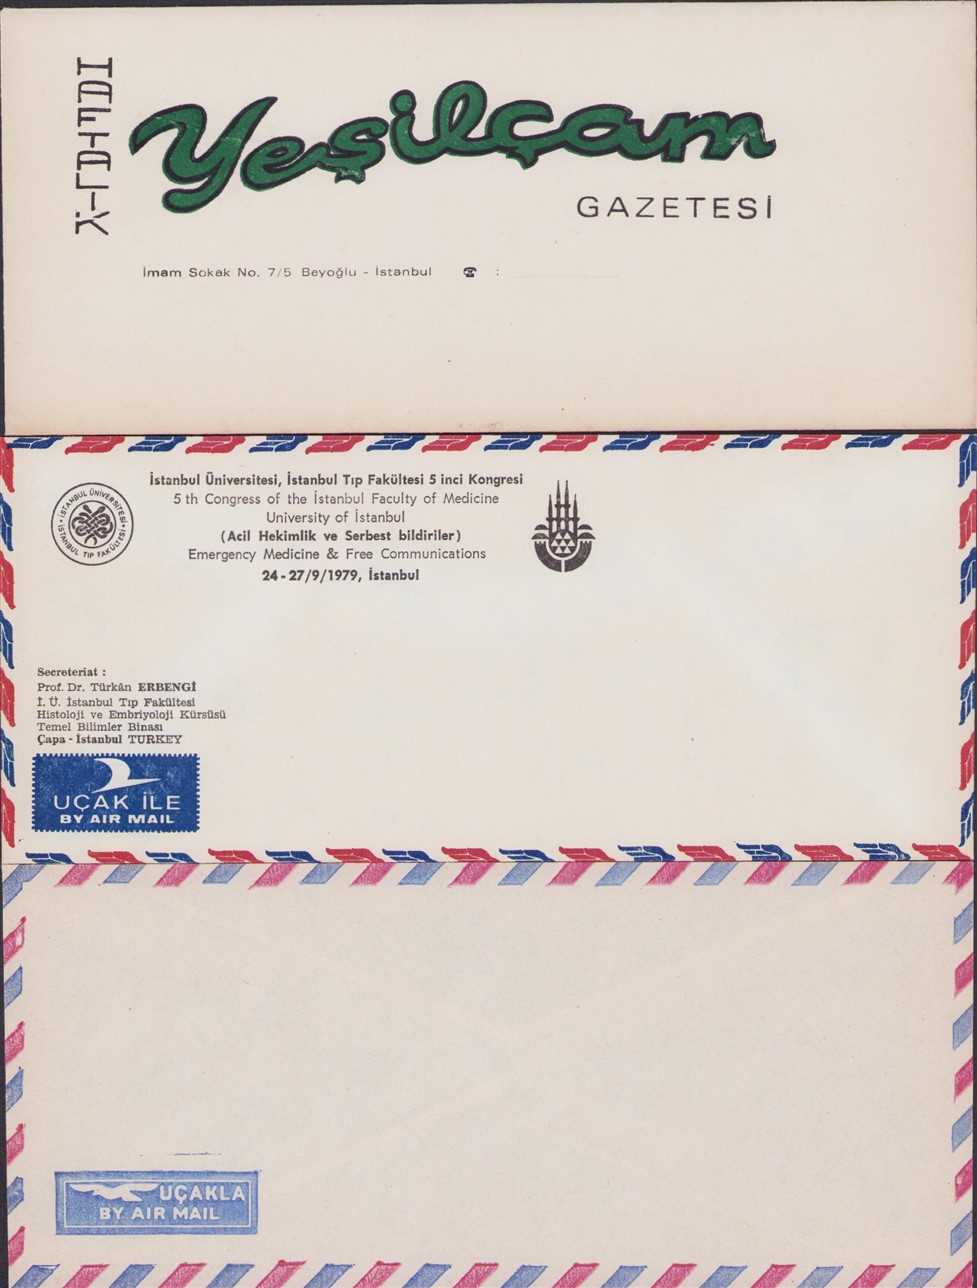 HAFTALIK
Yeşilçam
GAZETESİ
İmam Sokak No. 7/5 Beyoğlu - İstanbul ☎ :
İstanbul Üniversitesi, İstanbul Tıp Fakültesi 5 inci Kongresi
5 th Congress of the İstanbul Faculty of Medicine
University of İstanbul
(Acil Hekimlik ve Serbest bildiriler)
Emergency Medicine & Free Communications
24 - 27/9/1979, İstanbul
İSTANBUL ÜNİVERSİTESİ
İSTANBUL TIP FAKÜLTESİ
Secreteriat :
Prof. Dr. Türkân ERBENGİ
İ. Ü. İstanbul Tıp Fakültesi
Histoloji ve Embriyoloji Kürsüsü
Temel Bilimler Binası
Çapa - İstanbul TURKEY
UÇAK İLE
BY AIR MAIL
UÇAKLA
BY AIR MAIL